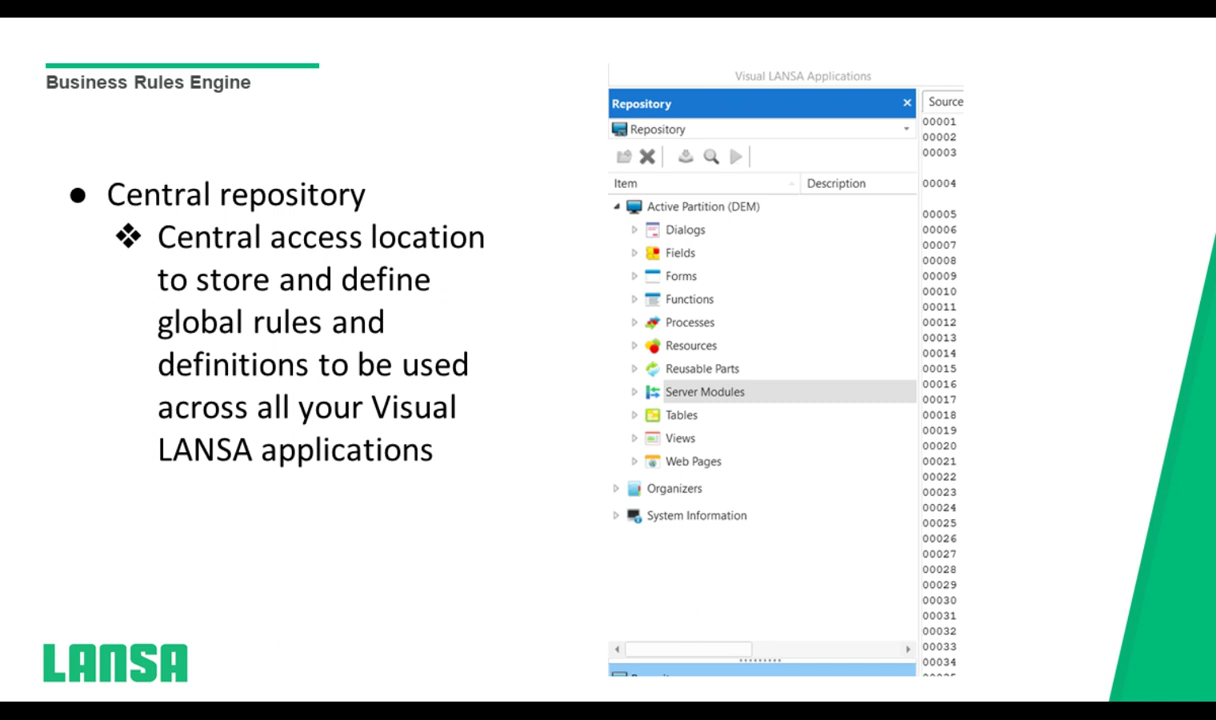 Business Rules Engine
● Central repository
❖ Central access location
to store and define
global rules and
definitions to be used
across all your Visual
LANSA applications
LANSA
Visual LANSA Applications
Repository
Repository
Item Description
Active Partition (DEM)
Dialogs
Fields
Forms
Functions
Processes
Resources
Reusable Parts
Server Modules
Tables
Views
Web Pages
Organizers
System Information
Source
00001
00002
00003
00004
00005
00006
00007
00008
00009
00010
00011
00012
00013
00014
00015
00016
00017
00018
00019
00020
00021
00022
00023
00024
00025
00026
00027
00028
00029
00030
00031
00032
00033
00034